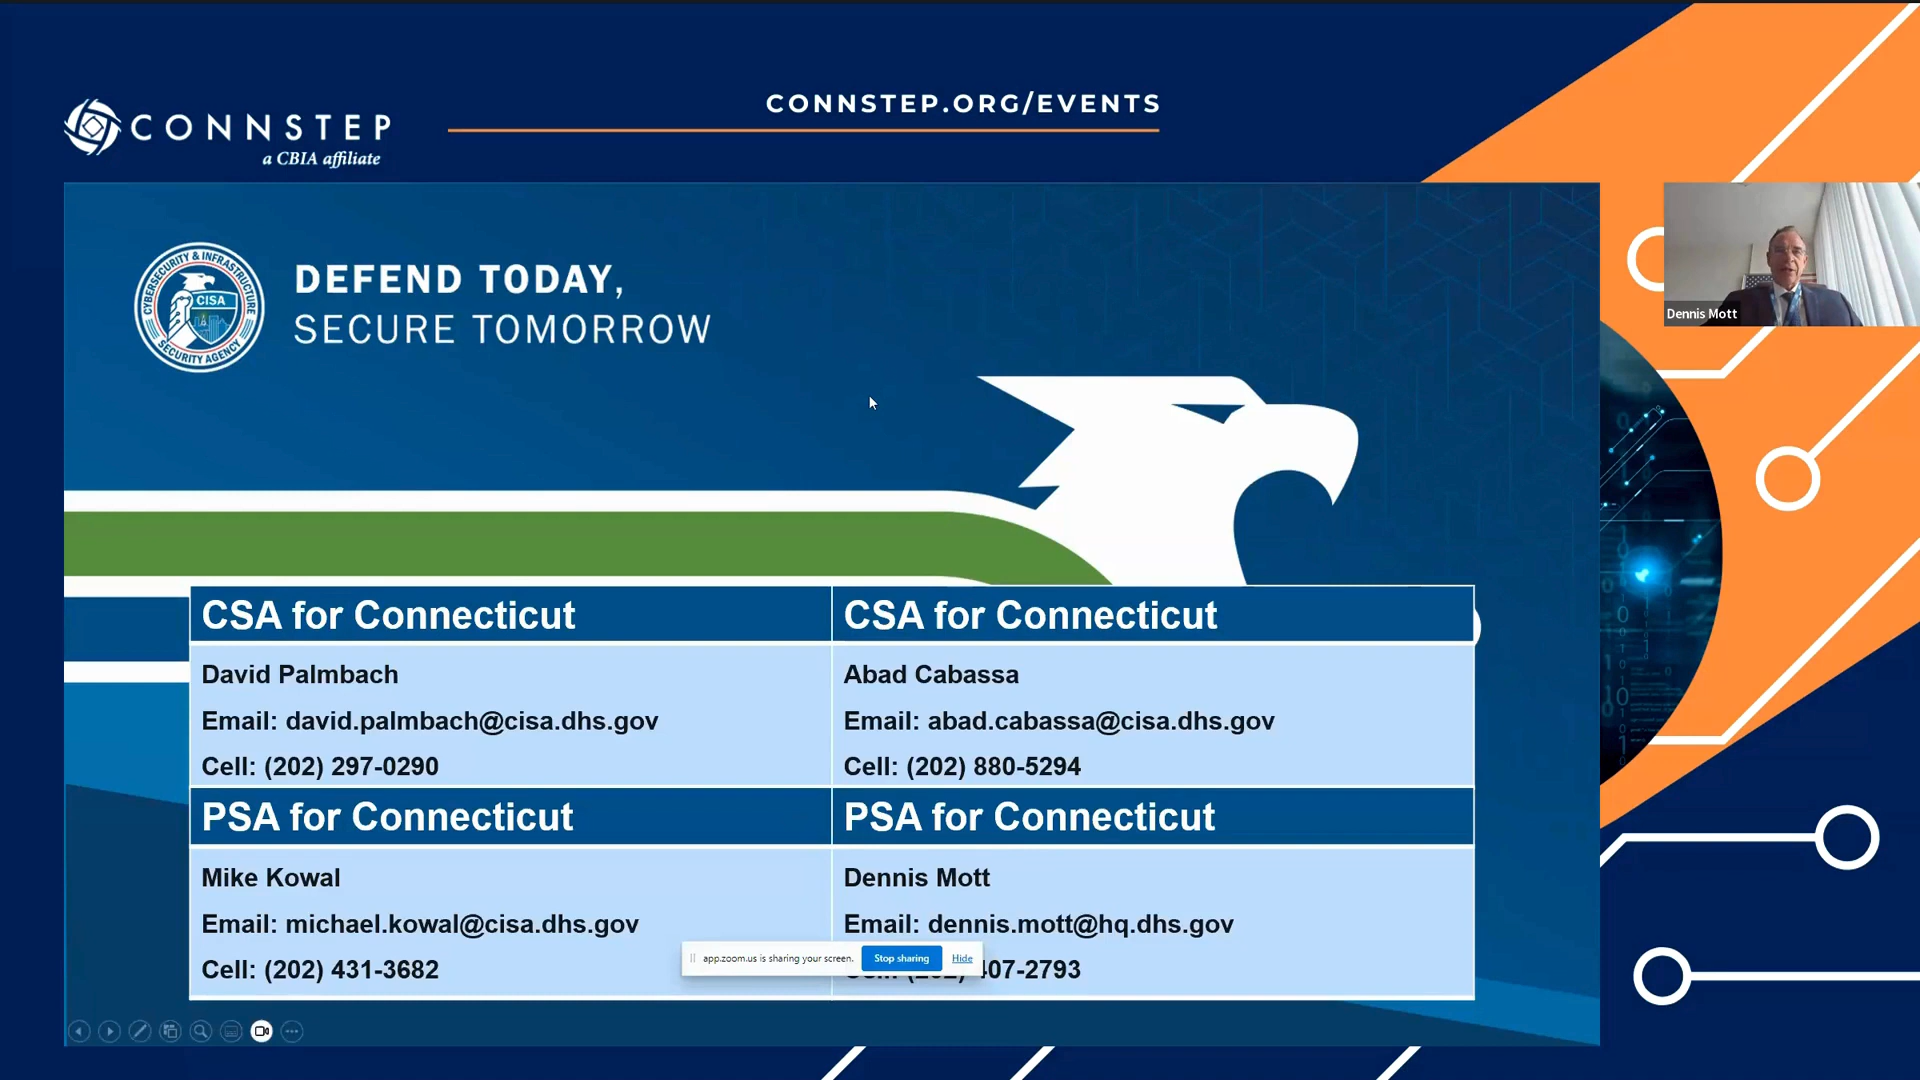 CONNSTEP
a CBIA affiliate
CONNSTEP.ORG/EVENTS
CYBERSECURITY & INFRASTRUCTURE
CISA
SECURITY AGENCY
DEFEND TODAY,
SECURE TOMORROW
Dennis Mott
CSA for Connecticut
David Palmbach
Email: david.palmbach@cisa.dhs.gov
Cell: (202) 297-0290
CSA for Connecticut
Abad Cabassa
Email: abad.cabassa@cisa.dhs.gov
Cell: (202) 880-5294
PSA for Connecticut
Mike Kowal
Email: michael.kowal@cisa.dhs.gov
Cell: (202) 431-3682
PSA for Connecticut
Dennis Mott
Email: dennis.mott@hq.dhs.gov
07-2793
app.zoom.us is sharing your screen.
Stop sharing
Hide